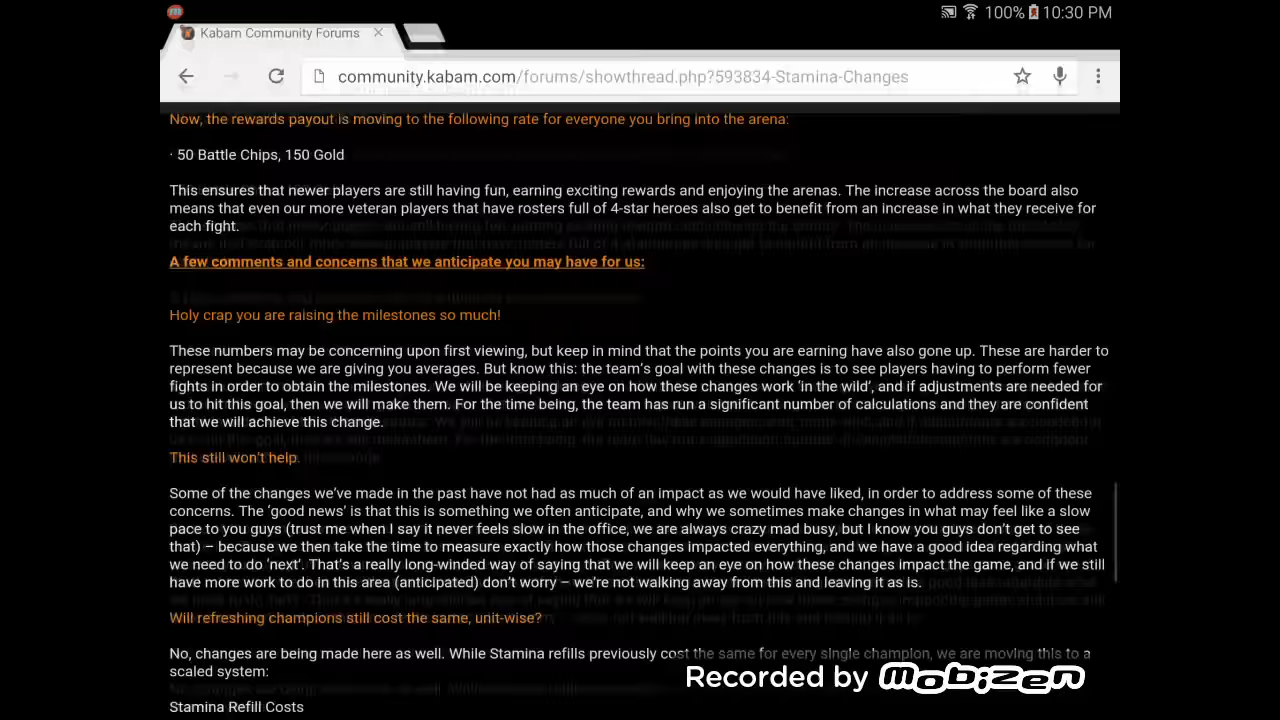 100% 10:30 PM
Kabam Community Forums
community.kabam.com/forums/showthread.php?593834-Stamina-Changes
Now, the rewards payout is moving to the following rate for everyone you bring into the arena:
· 50 Battle Chips, 150 Gold
This ensures that newer players are still having fun, earning exciting rewards and enjoying the arenas. The increase across the board also
means that even our more veteran players that have rosters full of 4-star heroes also get to benefit from an increase in what they receive for
each fight.
A few comments and concerns that we anticipate you may have for us:
Holy crap you are raising the milestones so much!
These numbers may be concerning upon first viewing, but keep in mind that the points you are earning have also gone up. These are harder to
represent because we are giving you averages. But know this: the team's goal with these changes is to see players having to perform fewer
fights in order to obtain the milestones. We will be keeping an eye on how these changes work 'in the wild', and if adjustments are needed for
us to hit this goal, then we will make them. For the time being, the team has run a significant number of calculations and they are confident
that we will achieve this change.
This still won't help.
Some of the changes we've made in the past have not had as much of an impact as we would have liked, in order to address some of these
concerns. The 'good news' is that this is something we often anticipate, and why we sometimes make changes in what may feel like a slow
pace to you guys (trust me when I say it never feels slow in the office, we are always crazy mad busy, but I know you guys don't get to see
that) – because we then take the time to measure exactly how those changes impacted everything, and we have a good idea regarding what
we need to do 'next'. That's a really long-winded way of saying that we will keep an eye on how these changes impact the game, and if we still
have more work to do in this area (anticipated) don't worry – we're not walking away from this and leaving it as is.
Will refreshing champions still cost the same, unit-wise?
No, changes are being made here as well. While Stamina refills previously cost the same for every single champion, we are moving this to a
scaled system:
Recorded by mobizen
Stamina Refill Costs